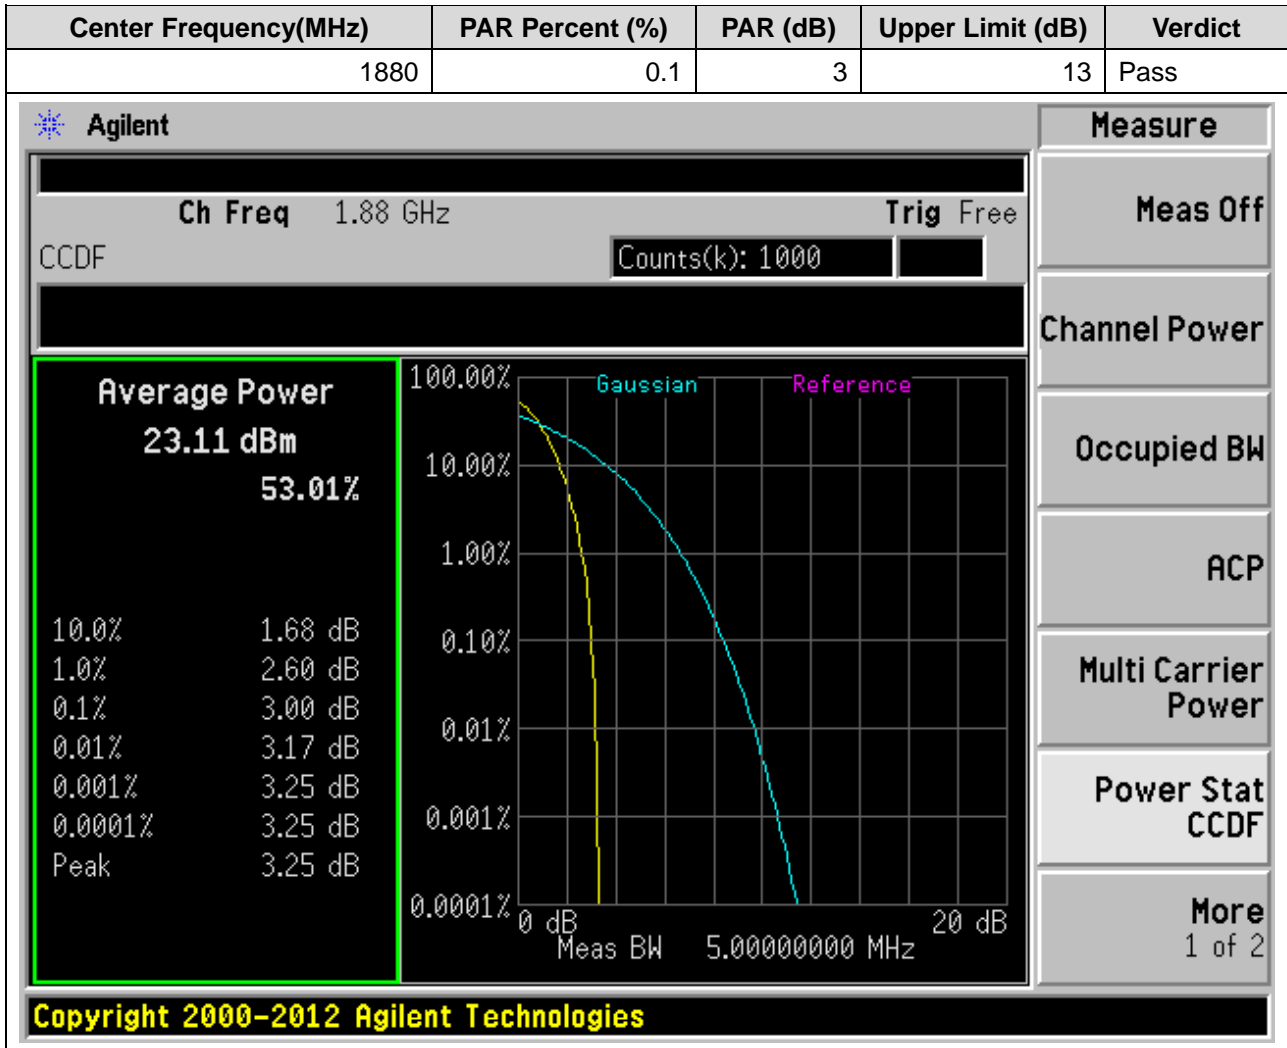 Center Frequency(MHz) PAR Percent (%) PAR (dB) Upper Limit (dB) Verdict
1880 0.1 3 13 Pass
Agilent
Measure
Ch Freq 1.88 GHz Trig Free
CCDF Counts(k): 1000
Meas Off
Channel Power
Occupied BW
ACP
Multi Carrier
Power
Power Stat
CCDF
More
1 of 2
Average Power
23.11 dBm
53.01%
10.0% 1.68 dB
1.0% 2.60 dB
0.1% 3.00 dB
0.01% 3.17 dB
0.001% 3.25 dB
0.0001% 3.25 dB
Peak 3.25 dB
Gaussian Reference
100.00%
10.00%
1.00%
0.10%
0.01%
0.001%
0.0001%
0 dB 20 dB
Meas BW 5.00000000 MHz
Copyright 2000-2012 Agilent Technologies